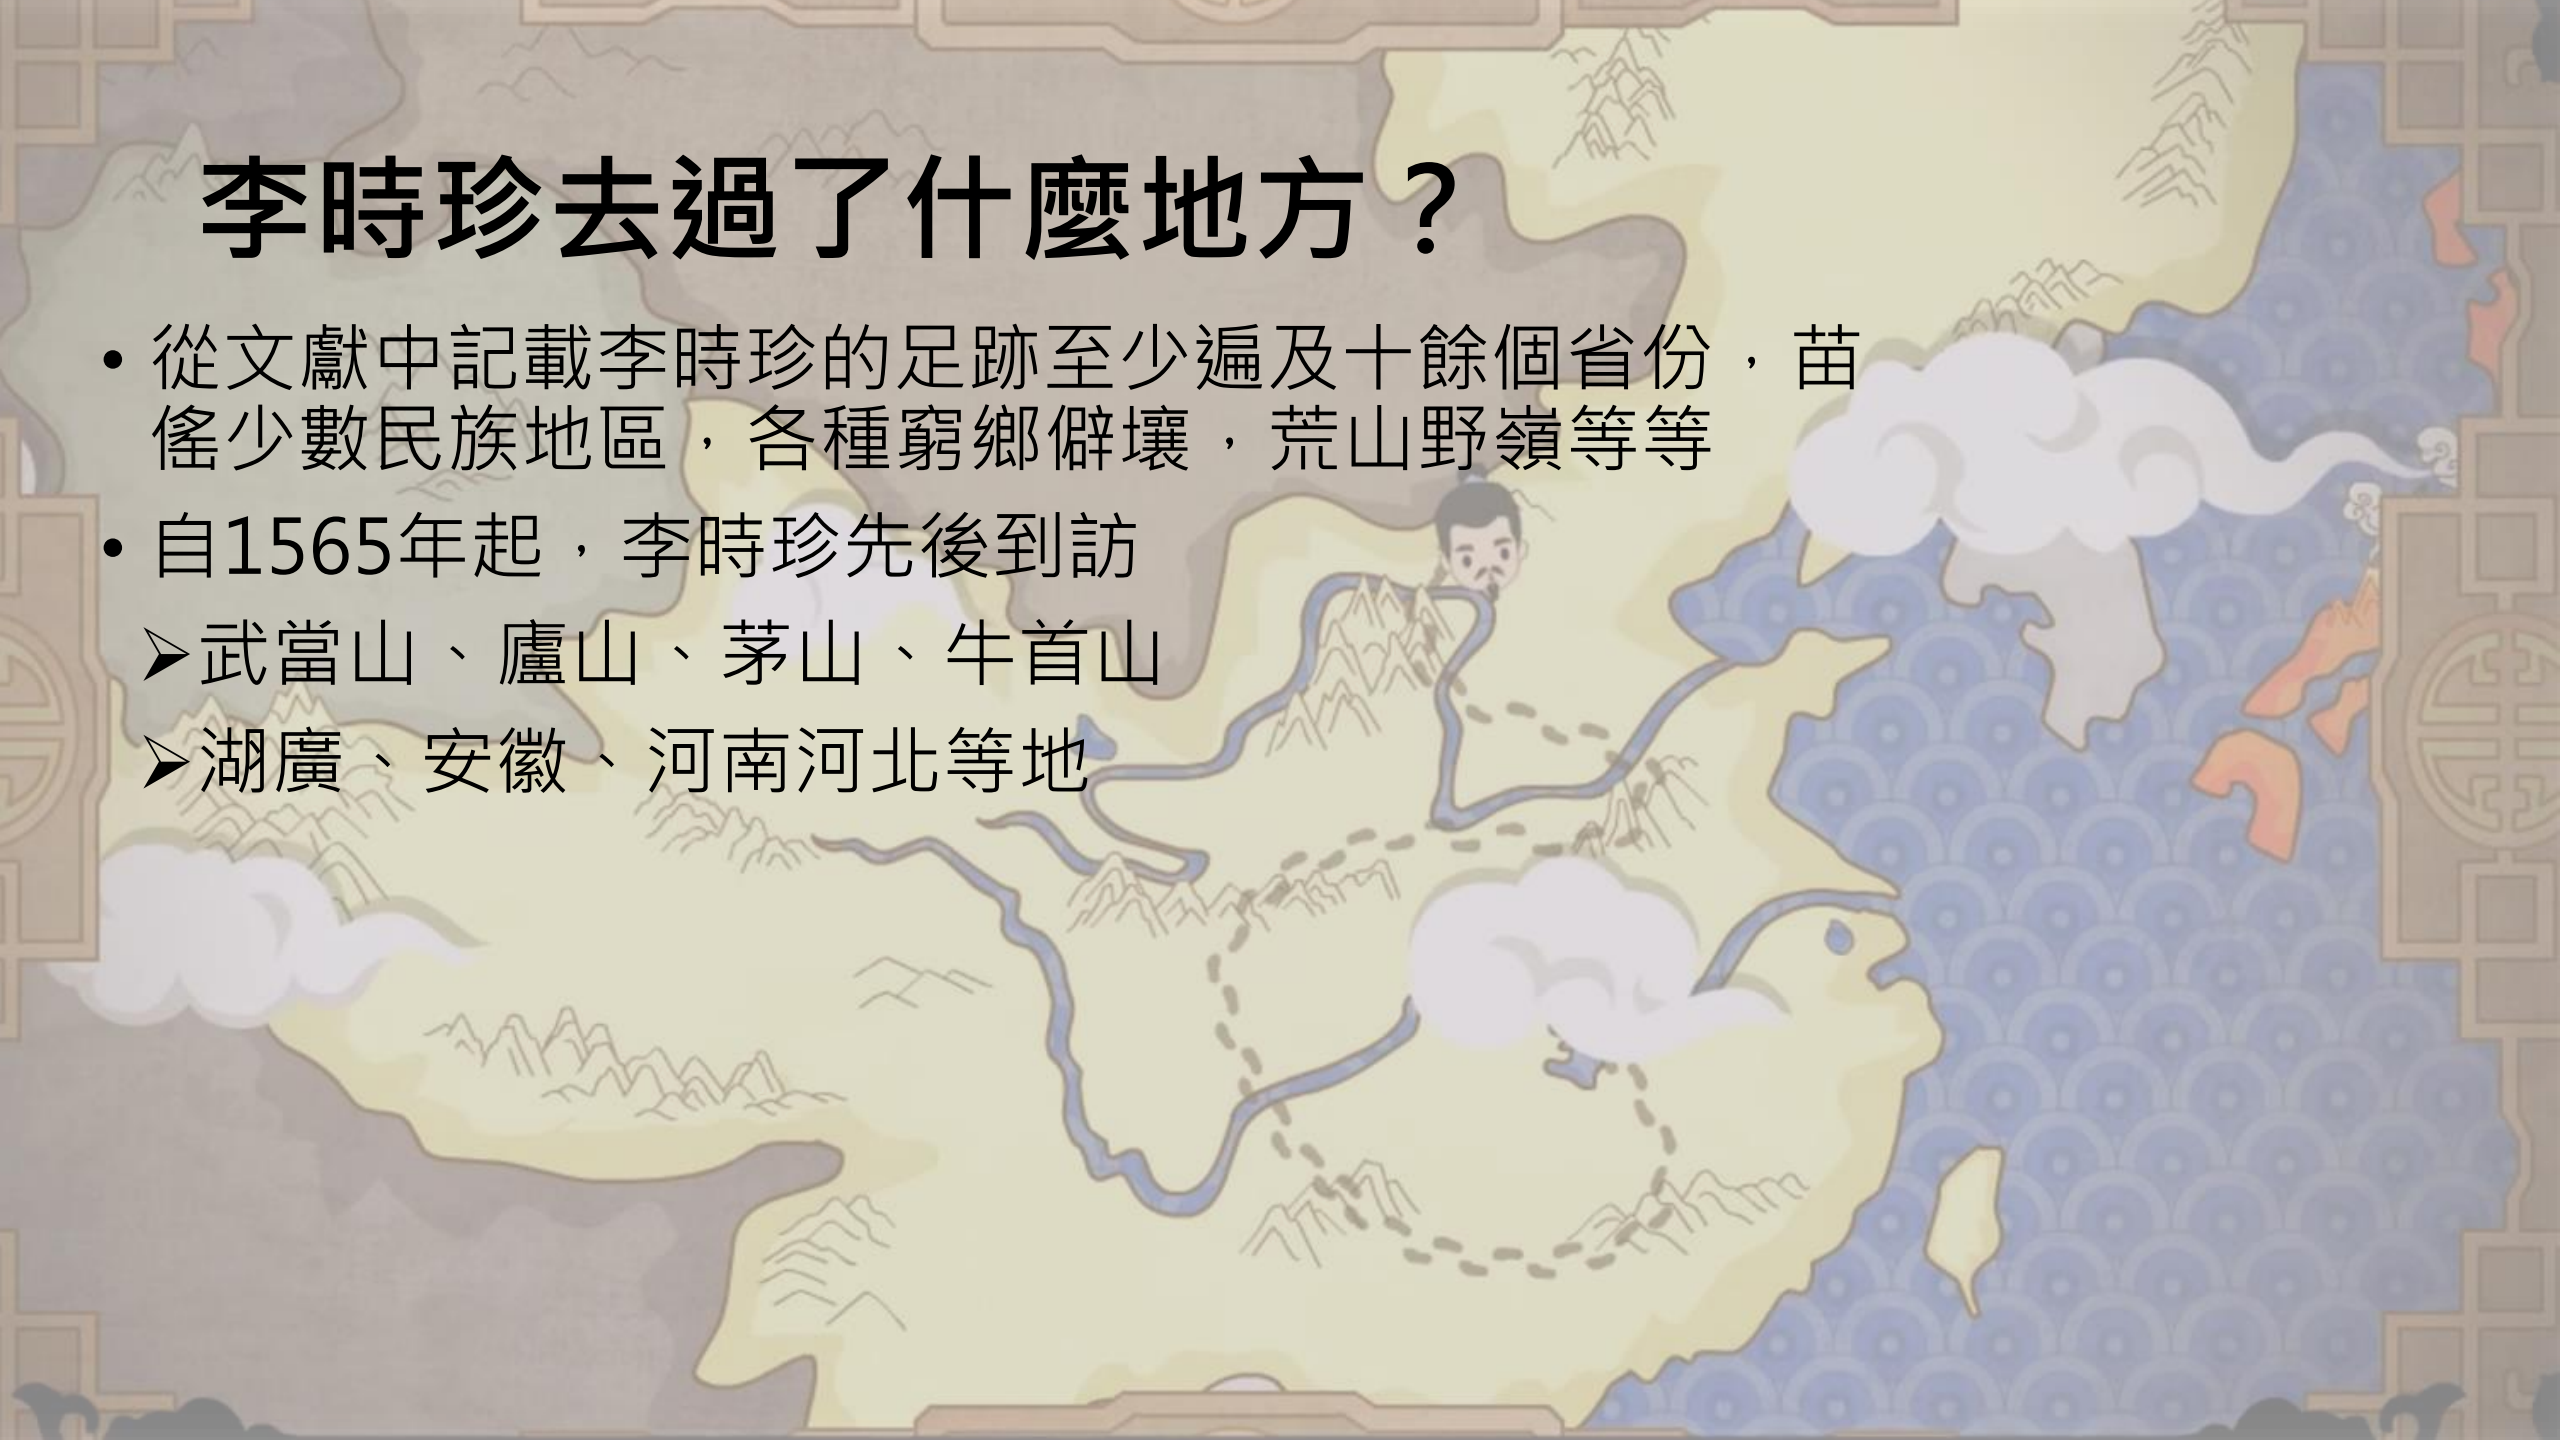 李時珍去過了什麼地方？
• 從文獻中記載李時珍的足跡至少遍及十餘個省份，苗
傜少數民族地區，各種窮鄉僻壤，荒山野嶺等等
• 自1565年起，李時珍先後到訪
➢武當山、廬山、茅山、牛首山
➢湖廣、安徽、河南河北等地